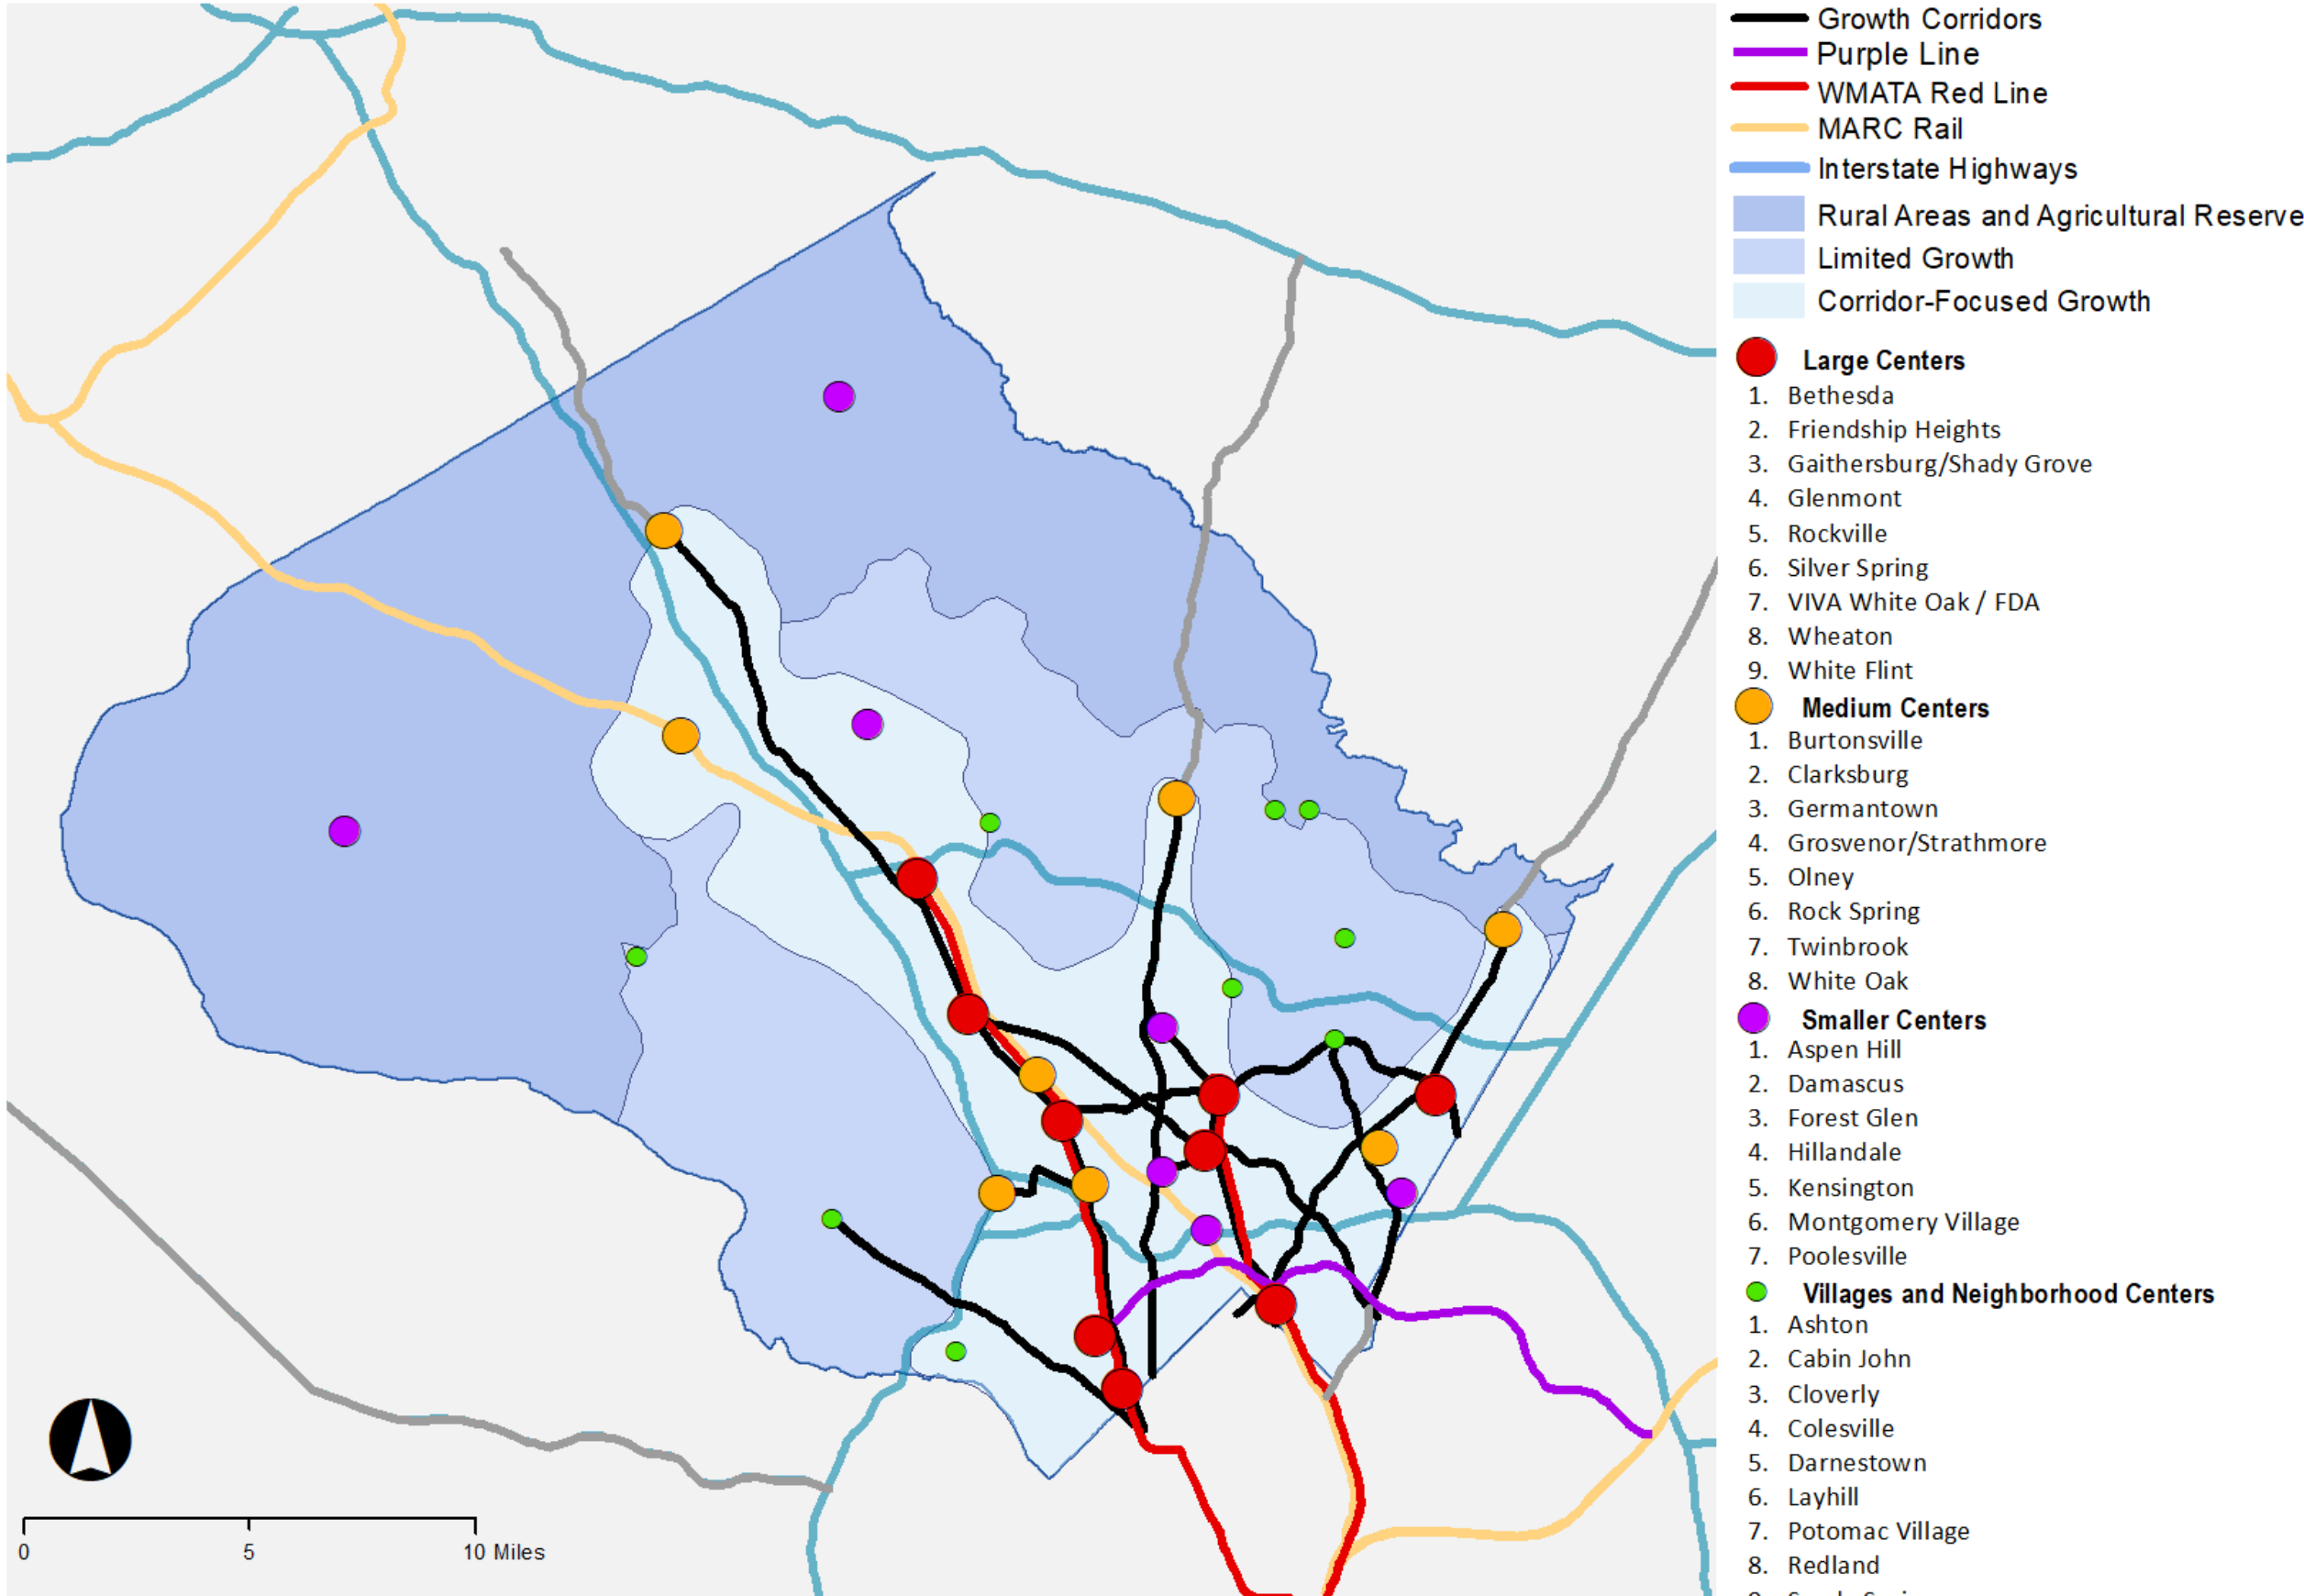 Growth Corridors
Purple Line
WMATA Red Line
MARC Rail
Interstate Highways
Rural Areas and Agricultural Reserve
Limited Growth
Corridor-Focused Growth
Large Centers
1. Bethesda
2. Friendship Heights
3. Gaithersburg/Shady Grove
4. Glenmont
5. Rockville
6. Silver Spring
7. VIVA White Oak / FDA
8. Wheaton
9. White Flint
Medium Centers
1. Burtonsville
2. Clarksburg
3. Germantown
4. Grosvenor/Strathmore
5. Olney
6. Rock Spring
7. Twinbrook
8. White Oak
Smaller Centers
1. Aspen Hill
2. Damascus
3. Forest Glen
4. Hillandale
5. Kensington
6. Montgomery Village
7. Poolesville
Villages and Neighborhood Centers
1. Ashton
2. Cabin John
3. Cloverly
4. Colesville
5. Darnestown
6. Layhill
7. Potomac Village
8. Redland
0 5 10 Miles